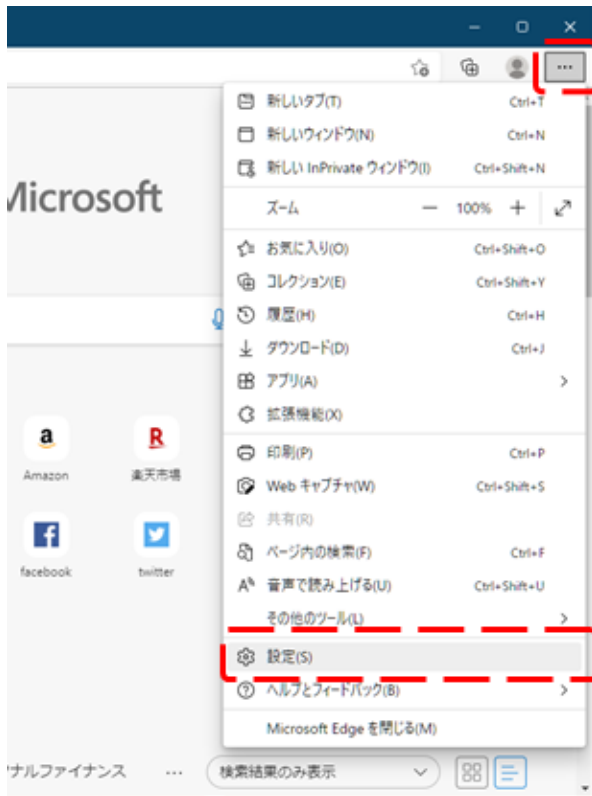 Microsoft
新しいタブ(T) Ctrl+T
新しいウィンドウ(N) Ctrl+N
新しい InPrivate ウィンドウ(I) Ctrl+Shift+N
ズーム — 100% +
お気に入り(O) Ctrl+Shift+O
コレクション(E) Ctrl+Shift+Y
履歴(H) Ctrl+H
ダウンロード(D) Ctrl+J
アプリ(A)
拡張機能(X)
印刷(P) Ctrl+P
Web キャプチャ(W) Ctrl+Shift+S
共有(R)
ページ内の検索(F) Ctrl+F
音声で読み上げる(U) Ctrl+Shift+U
その他のツール(L)
設定(S)
ヘルプとフィードバック(B)
Microsoft Edge を閉じる(M)
Amazon
楽天市場
facebook
twitter
ナルファイナンス ... 検索結果のみ表示